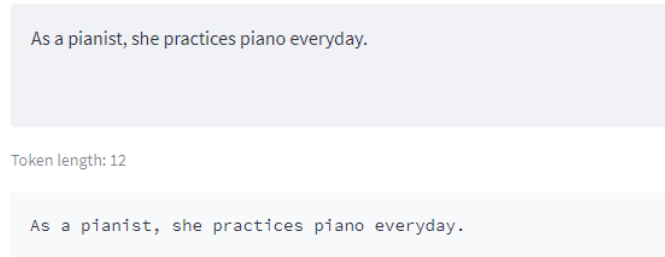 As a pianist, she practices piano everyday.
Token length: 12
As a pianist, she practices piano everyday.